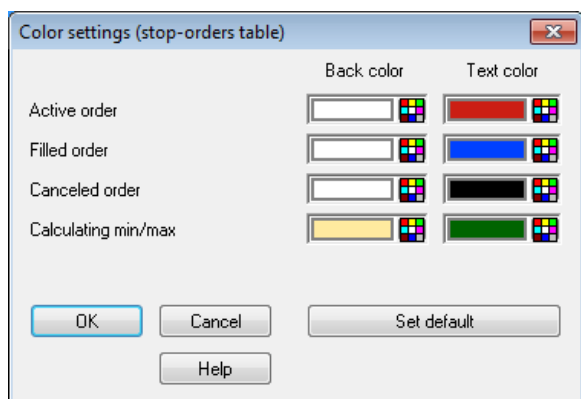 Color settings (stop-orders table)
Back color Text color
Active order
Filled order
Canceled order
Calculating min/max
OK Cancel Set default
Help